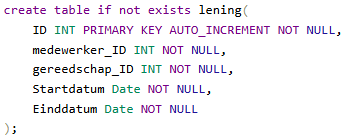 create table if not exists lening(
    ID INT PRIMARY KEY AUTO_INCREMENT NOT NULL,
    medewerker_ID INT NOT NULL,
    gereedschap_ID INT NOT NULL,
    Startdatum Date NOT NULL,
    Einddatum Date NOT NULL
);